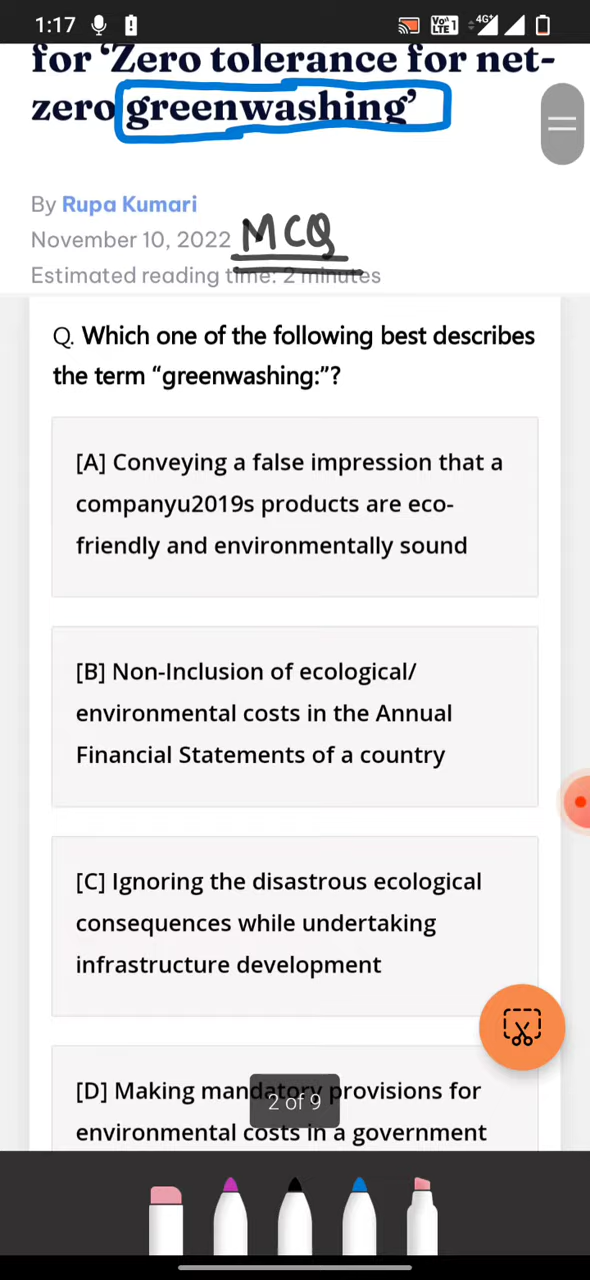 1:17
Vo))
LTE 1
4G+
for ‘Zero tolerance for net-
zero greenwashing’
By Rupa Kumari
November 10, 2022
MCQ
Estimated reading time: 2 minutes
Q. Which one of the following best describes
the term “greenwashing:”?
[A] Conveying a false impression that a
companyu2019s products are eco-
friendly and environmentally sound
[B] Non-Inclusion of ecological/
environmental costs in the Annual
Financial Statements of a country
[C] Ignoring the disastrous ecological
consequences while undertaking
infrastructure development
[D] Making mandatory provisions for
2 of 9
environmental costs in a government